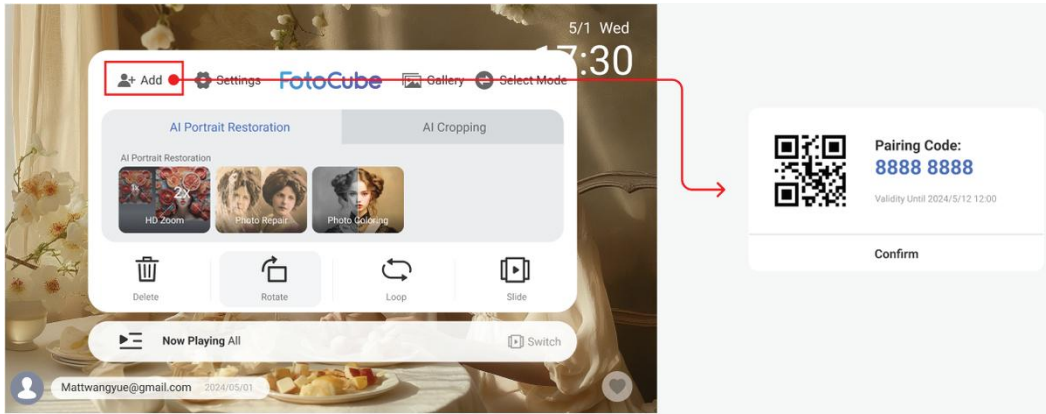 5/1 Wed
7:30
Add
Settings
FotoCube
Gallery
Select Mode
AI Portrait Restoration
AI Cropping
AI Portrait Restoration
1x
2x
HD Zoom
Photo Repair
Photo Coloring
Delete
Rotate
Loop
Slide
Now Playing All
Switch
Mattwangyue@gmail.com 2024/05/01
Pairing Code:
8888 8888
Validity Until 2024/5/12 12:00
Confirm